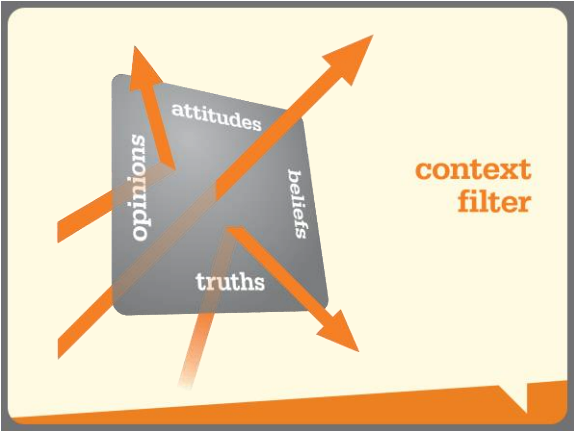 attitudes
opinions
beliefs
truths
context
filter